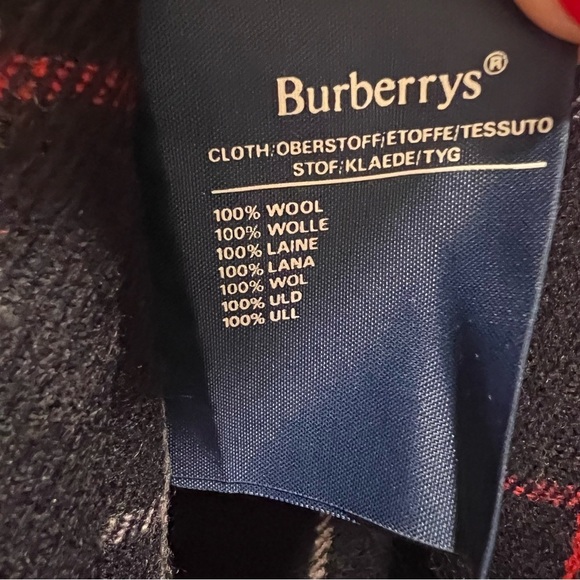 Burberrys®
CLOTH/OBERSTOFF/ETOFFE/TESSUTO
STOF/KLAEDE/TYG
100% WOOL
100% WOLLE
100% LAINE
100% LANA
100% WOL
100% ULD
100% ULL